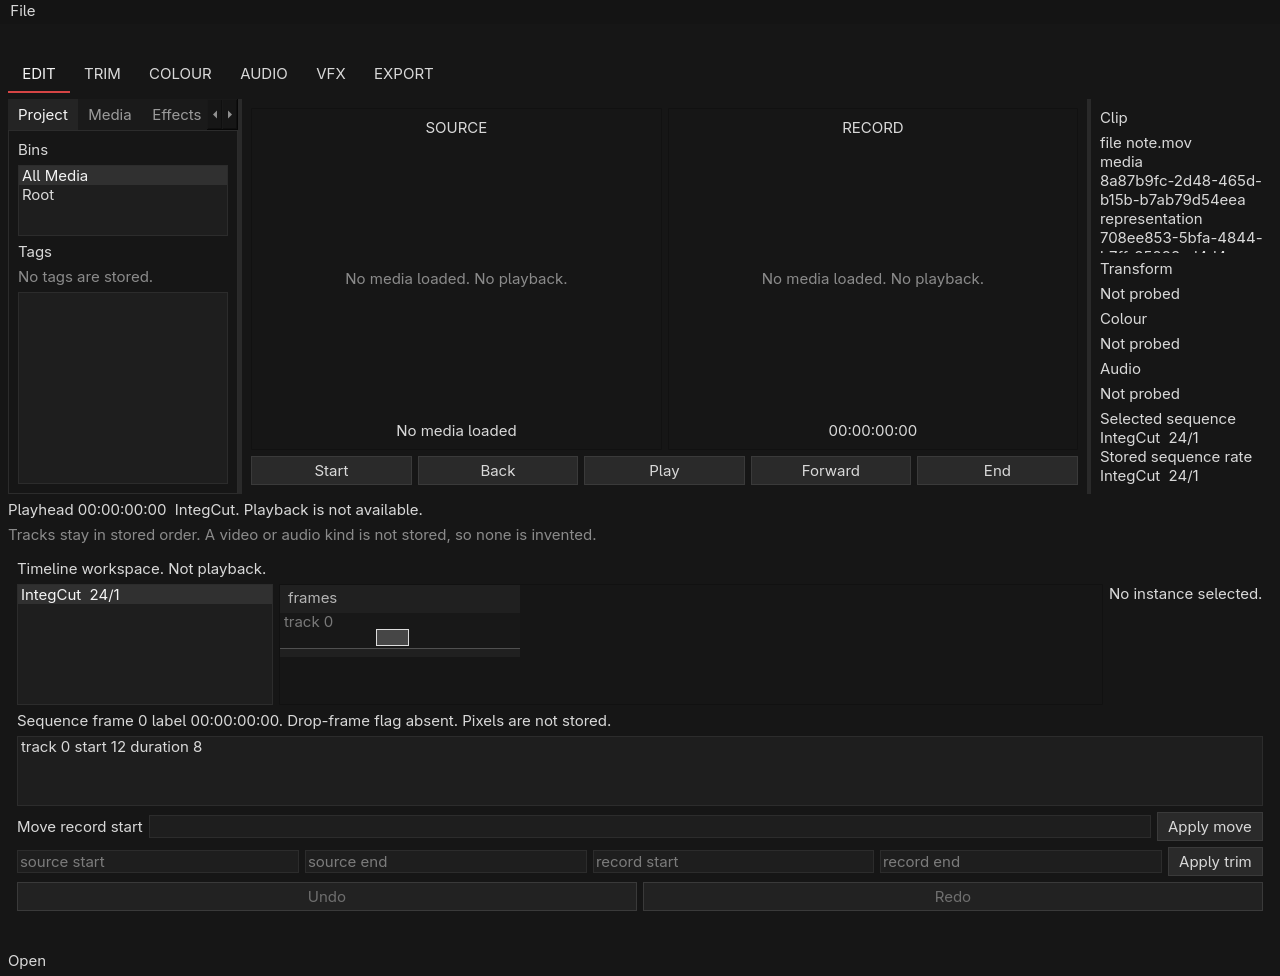 File
EDIT TRIM COLOUR AUDIO VFX EXPORT
Project Media Effects
Bins
All Media
Root
Tags
No tags are stored.
SOURCE
No media loaded. No playback.
No media loaded
RECORD
No media loaded. No playback.
00:00:00:00
Start Back Play Forward End
Clip
file note.mov
media
8a87b9fc-2d48-465d-
b15b-b7ab79d54eea
representation
708ee853-5bfa-4844-
Transform
Not probed
Colour
Not probed
Audio
Not probed
Selected sequence
IntegCut 24/1
Stored sequence rate
IntegCut 24/1
Playhead 00:00:00:00 IntegCut. Playback is not available.
Tracks stay in stored order. A video or audio kind is not stored, so none is invented.
Timeline workspace. Not playback.
IntegCut 24/1
frames
track 0
No instance selected.
Sequence frame 0 label 00:00:00:00. Drop-frame flag absent. Pixels are not stored.
track 0 start 12 duration 8
Move record start Apply move
source start source end record start record end Apply trim
Undo Redo
Open